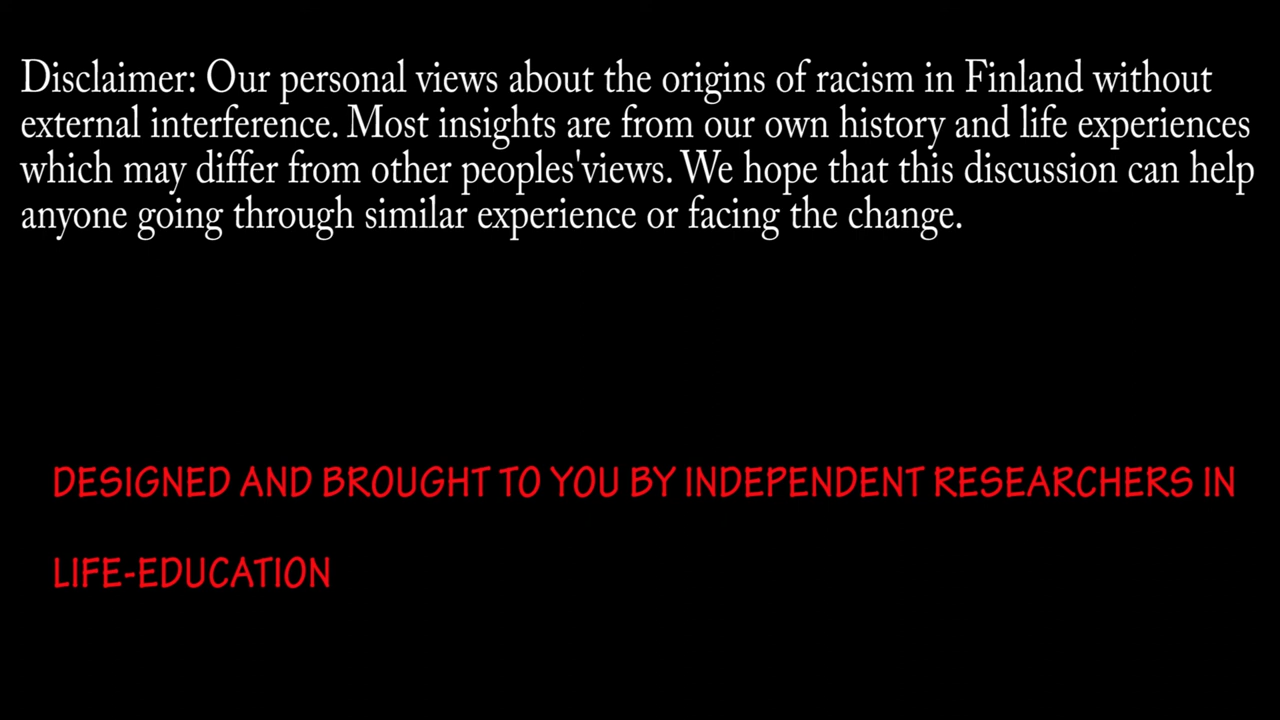 Disclaimer: Our personal views about the origins of racism in Finland without
external interference. Most insights are from our own history and life experiences
which may differ from other peoples'views. We hope that this discussion can help
anyone going through similar experience or facing the change.
DESIGNED AND BROUGHT TO YOU BY INDEPENDENT RESEARCHERS IN
LIFE-EDUCATION